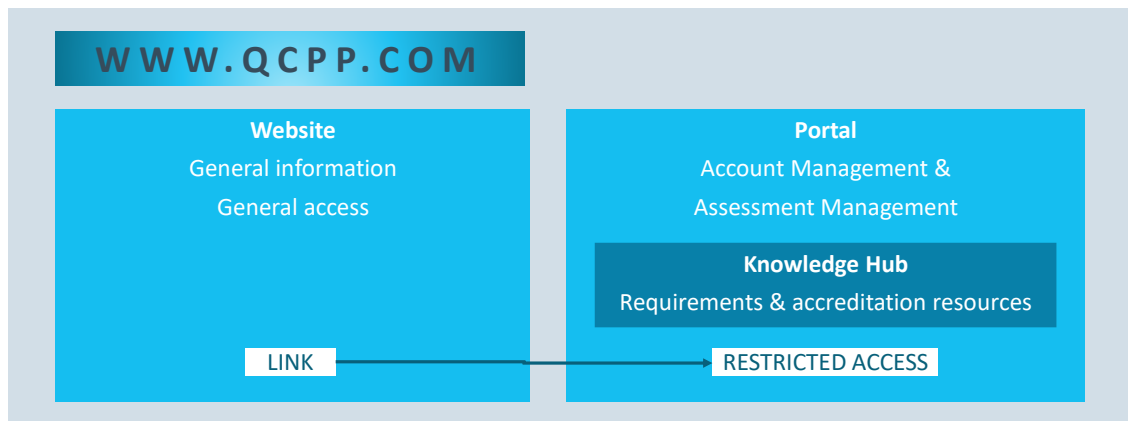 WWW.QCPP.COM
Website
General information
General access
LINK
Portal
Account Management &
Assessment Management
Knowledge Hub
Requirements & accreditation resources
RESTRICTED ACCESS